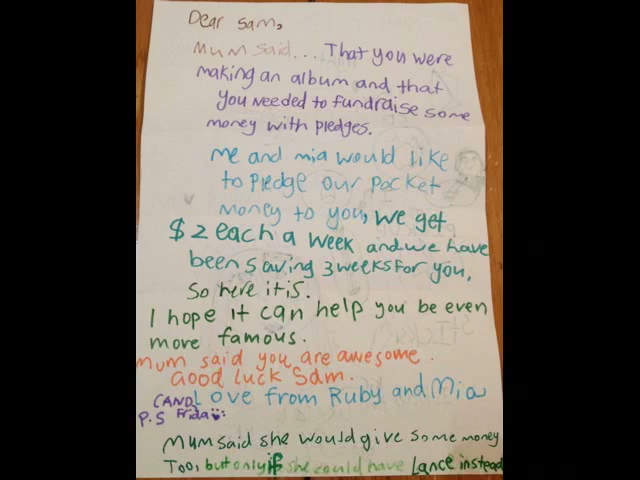 Dear Sam,
Mum said... That you were
making an album and that
you needed to fundraise some
money with pledges.
me and mia would like
to pledge our pocket
money to you, we get
$2 each a week and we have
been saving 3 weeks for you,
so here it is.
I hope it can help you be even
more famous.
Mum said you are awesome.
Good luck Sam.
Love from Ruby and Mia
(AND
Frida
P.S
Mum said she would give some money
Too, but only if she could have Lance instead